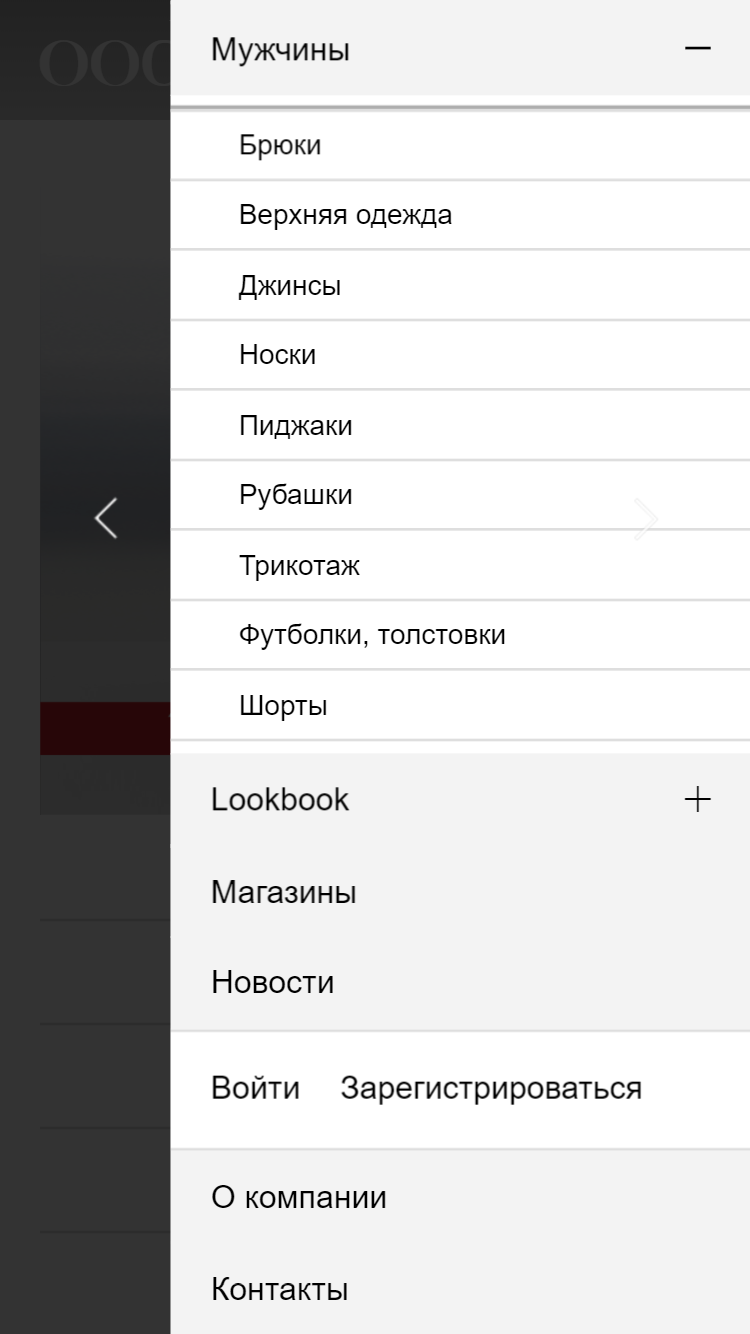 Мужчины
Брюки
Верхняя одежда
Джинсы
Носки
Пиджаки
Рубашки
Трикотаж
Футболки, толстовки
Шорты
Lookbook
Магазины
Новости
Войти Зарегистрироваться
О компании
Контакты